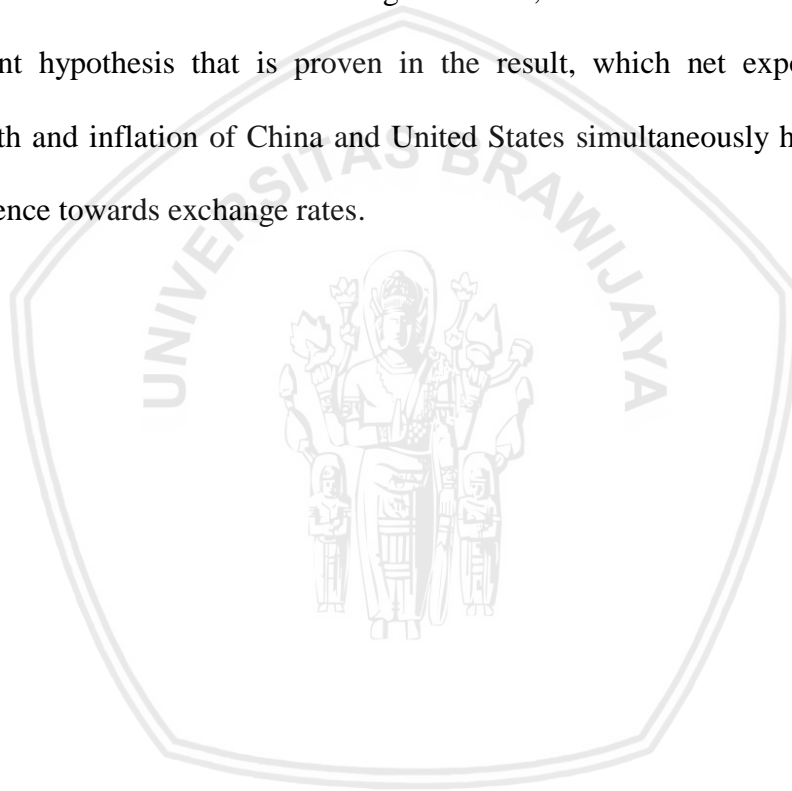 nt hypothesis that is proven in the result, which net exp
th and inflation of China and United States simultaneously h
ence towards exchange rates.
UNIVERSITAS BRAWIJAYA